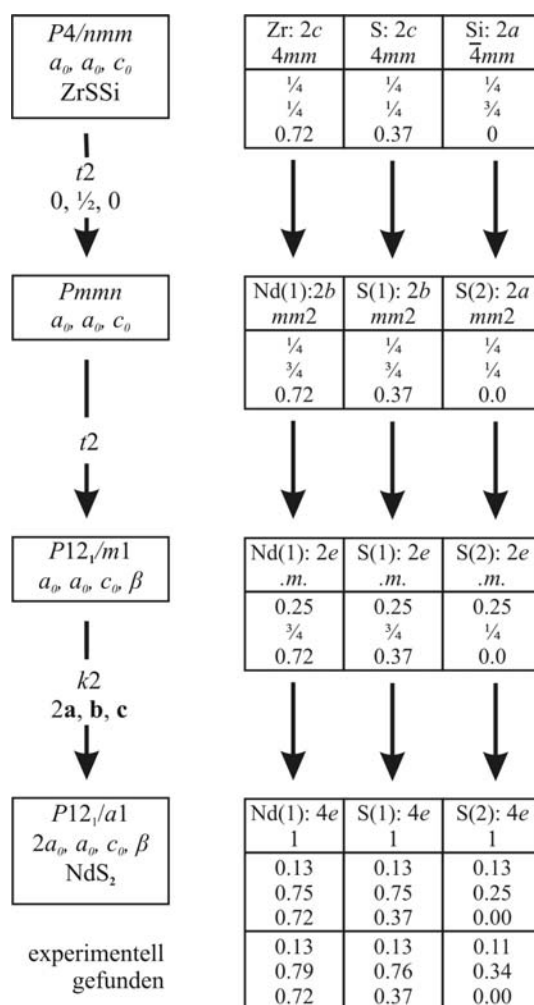 P4/nmm
a₀, a₀, c₀
ZrSSi
Zr: 2c S: 2c Si: 2a
4mm 4mm 4̅mm
¼ ¼ ¼
¼ ¼ ¾
0.72 0.37 0
t2
0, ½, 0
Pmmn
a₀, a₀, c₀
Nd(1):2b S(1): 2b S(2): 2a
mm2 mm2 mm2
¼ ¼ ¼
¾ ¾ ¼
0.72 0.37 0.0
t2
P12₁/m1
a₀, a₀, c₀, β
Nd(1): 2e S(1): 2e S(2): 2e
.m. .m. .m.
0.25 0.25 0.25
¾ ¾ ¼
0.72 0.37 0.0
k2
2a, b, c
P12₁/a1
2a₀, a₀, c₀, β
NdS₂
Nd(1): 4e S(1): 4e S(2): 4e
1 1 1
0.13 0.13 0.13
0.75 0.75 0.25
0.72 0.37 0.00
experimentell
gefunden
0.13 0.13 0.11
0.79 0.76 0.34
0.72 0.37 0.00